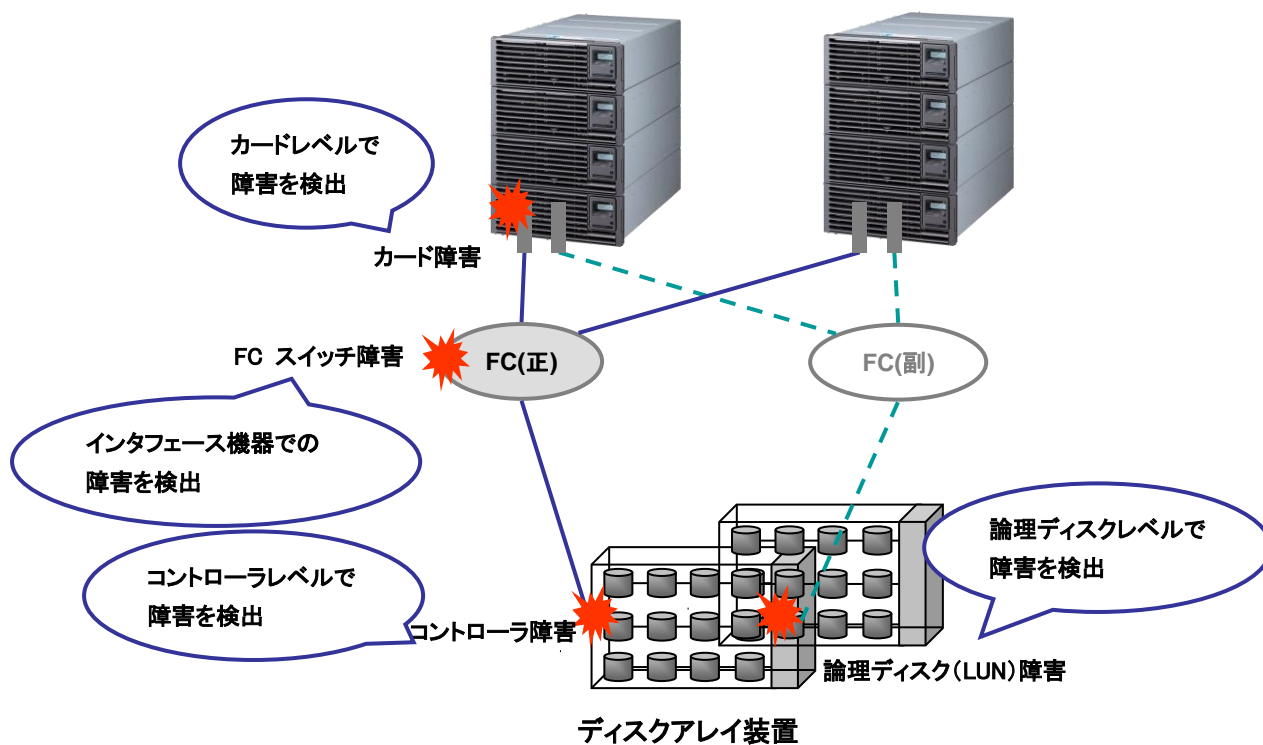 カードレベルで
障害を検出
カード障害
FC スイッチ障害
FC(正)
FC(副)
インタフェース機器での
障害を検出
論理ディスクレベルで
障害を検出
コントローラレベルで
障害を検出
コントローラ障害
論理ディスク(LUN)障害
ディスクアレイ装置